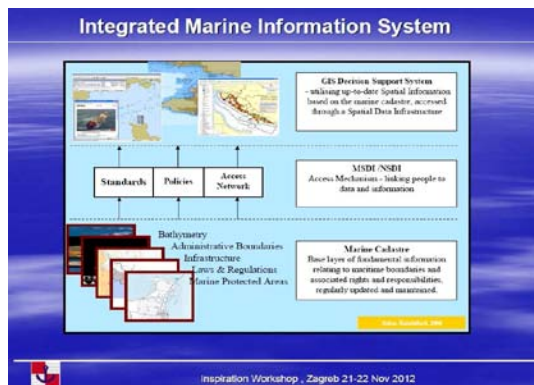 Integrated Marine Information System
GIS Decision Support System
- utilising up-to-date Spatial Information
based on the marine cadastre, accessed
through a Spatial Data Infrastructure
Standards
Policies
Access
Network
MSDI /NSDI
Access Mechanism - linking people to
data and information
Bathymetry
Administrative Boundaries
Infrastructure
Laws & Regulations
Marine Protected Areas
Marine Cadastre
Base layer of fundamental information
relating to maritime boundaries and
associated rights and responsibilities,
regularly updated and maintained.
Inspiration Workshop , Zagreb 21-22 Nov 2012